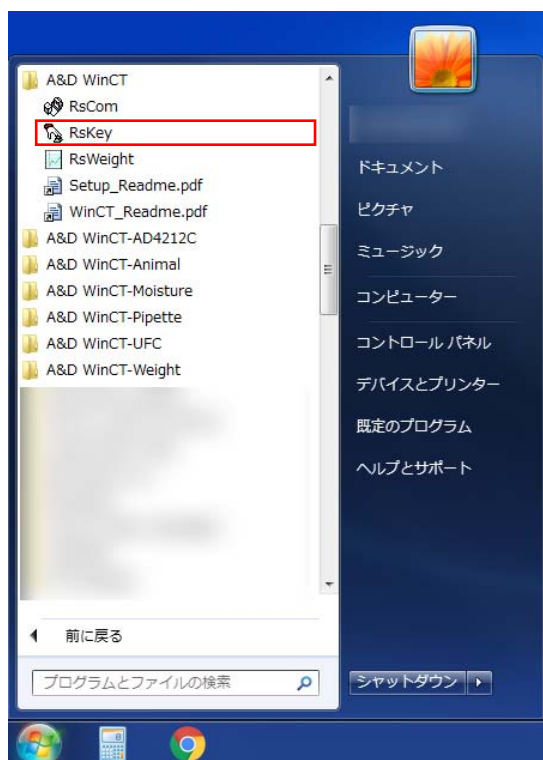 A&D WinCT
RsCom
RsKey
RsWeight
Setup_Readme.pdf
WinCT_Readme.pdf
A&D WinCT-AD4212C
A&D WinCT-Animal
A&D WinCT-Moisture
A&D WinCT-Pipette
A&D WinCT-UFC
A&D WinCT-Weight
前に戻る
プログラムとファイルの検索
ドキュメント
ピクチャ
ミュージック
コンピューター
コントロール パネル
デバイスとプリンター
既定のプログラム
ヘルプとサポート
シャットダウン